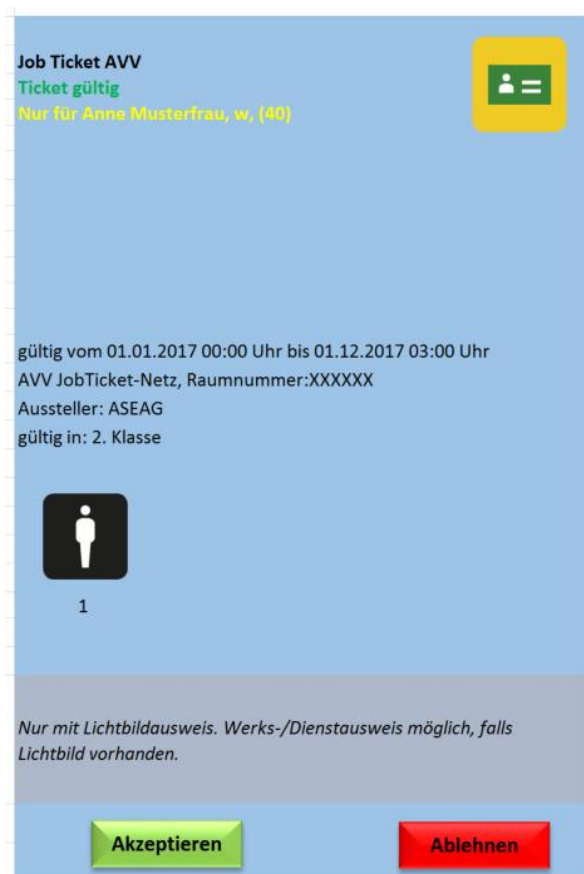 Job Ticket AVV
Ticket gültig
Nur für Anne Musterfrau, w, (40)
gültig vom 01.01.2017 00:00 Uhr bis 01.12.2017 03:00 Uhr
AVV JobTicket-Netz, Raumnummer:XXXXXX
Aussteller: ASEAG
gültig in: 2. Klasse
1
Nur mit Lichtbildausweis. Werks-/Dienstausweis möglich, falls
Lichtbild vorhanden.
Akzeptieren
Ablehnen